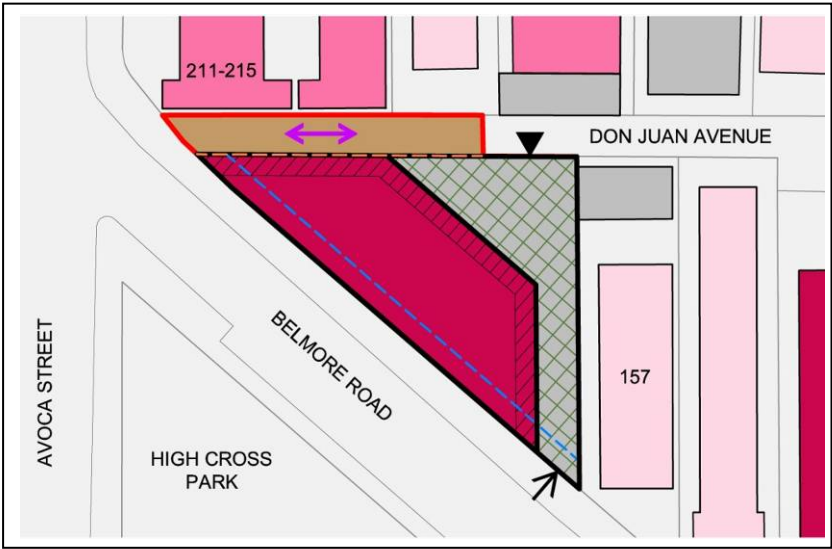 211-215
DON JUAN AVENUE
BELMORE ROAD
157
AVOCA STREET
HIGH CROSS
PARK